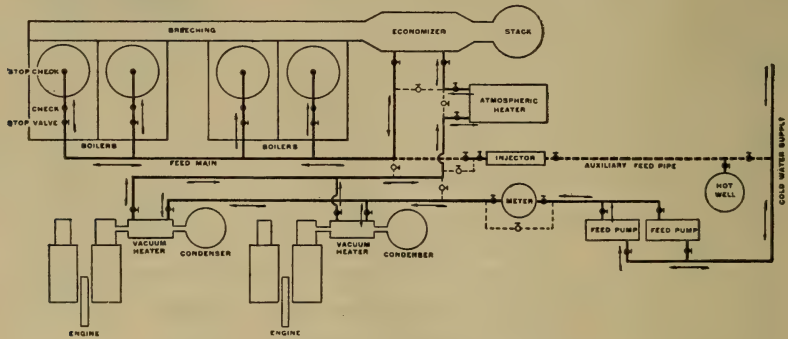 BREECHING
ECONOMIZER
STACK
STOP CHECK
CHECK
STOP VALVE
BOILERS
BOILERS
ATMOSPHERIC
HEATER
FEED MAIN
INJECTOR
AUXILIARY FEED PIPE
HOT
WELL
COLD WATER SUPPLY
METER
FEED PUMP
FEED PUMP
VACUUM
HEATER
CONDENSER
VACUUM
HEATER
CONDENSER
ENGINE
ENGINE